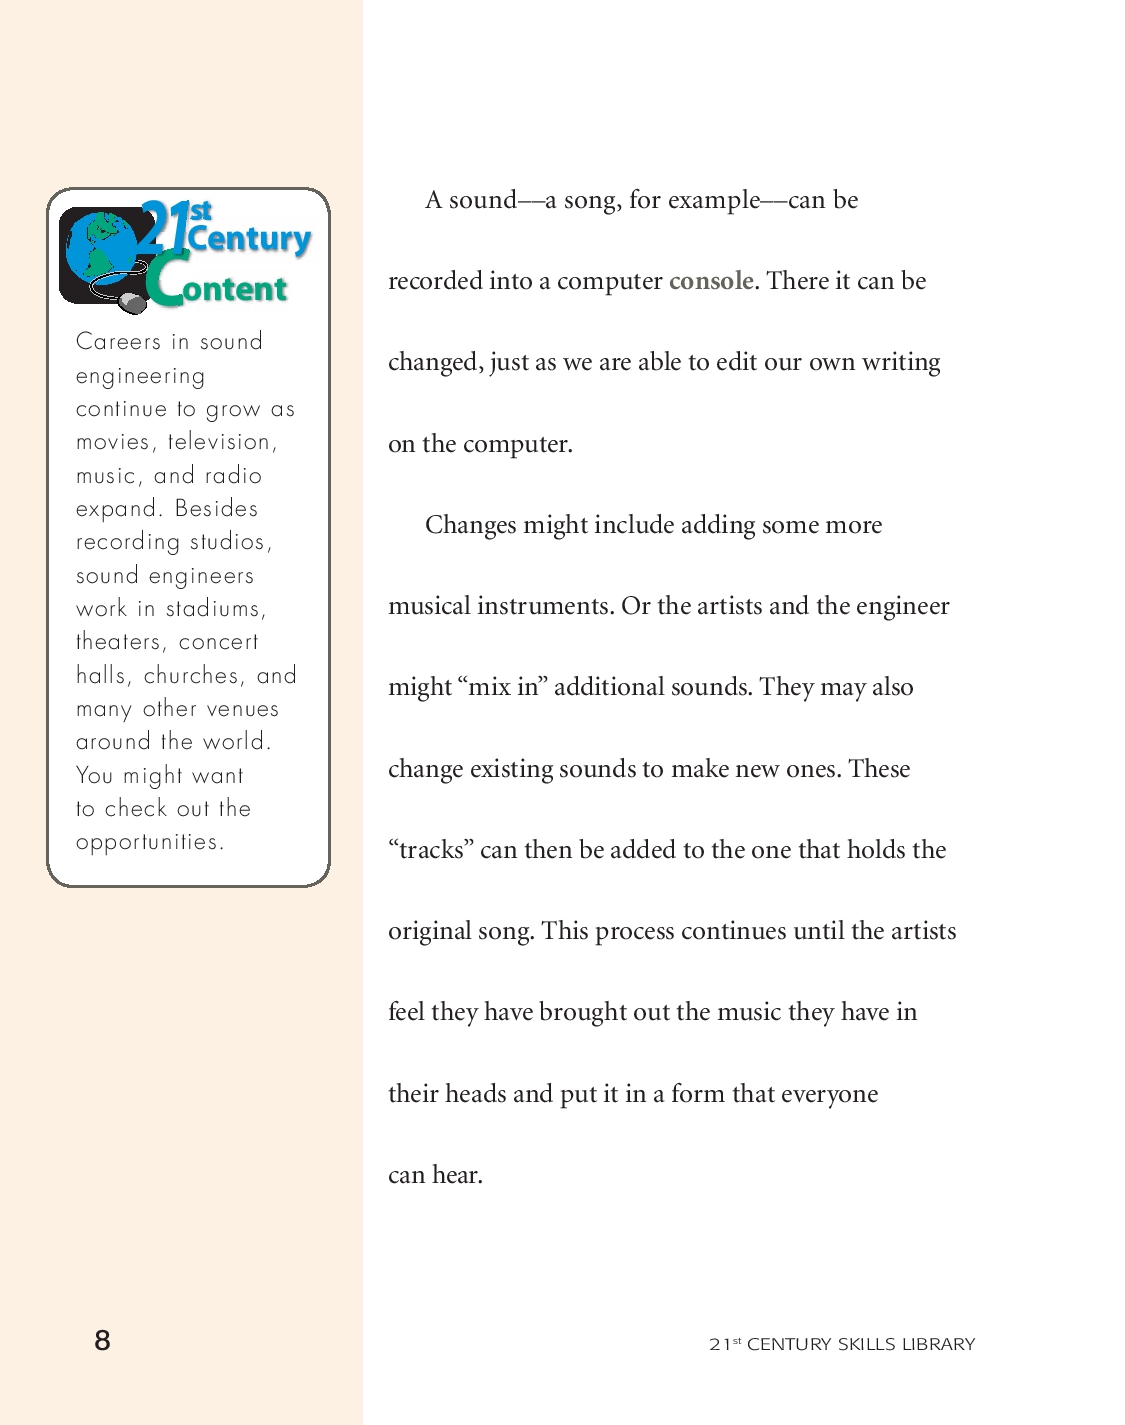 21st
Century
Content
Careers in sound
engineering
continue to grow as
movies, television,
music, and radio
expand. Besides
recording studios,
sound engineers
work in stadiums,
theaters, concert
halls, churches, and
many other venues
around the world.
You might want
to check out the
opportunities.
A sound––a song, for example––can be
recorded into a computer console. There it can be
changed, just as we are able to edit our own writing
on the computer.
Changes might include adding some more
musical instruments. Or the artists and the engineer
might “mix in” additional sounds. They may also
change existing sounds to make new ones. These
“tracks” can then be added to the one that holds the
original song. This process continues until the artists
feel they have brought out the music they have in
their heads and put it in a form that everyone
can hear.
8
21st CENTURY SKILLS LIBRARY